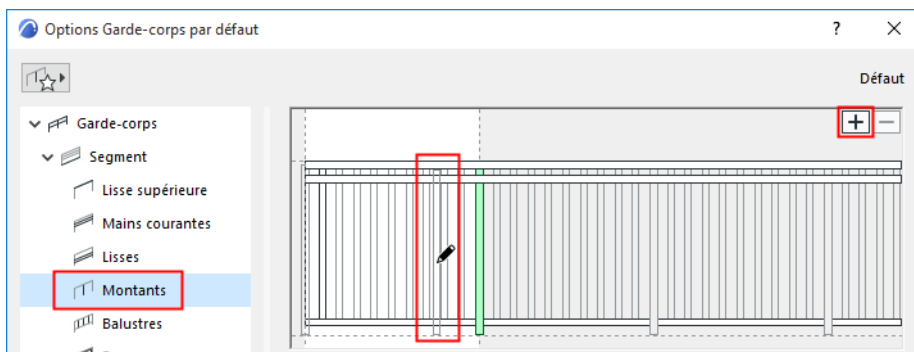 Options Garde-corps par défaut
Défaut
Garde-corps
Segment
Lisse supérieure
Mains courantes
Lisses
Montants
Balustres